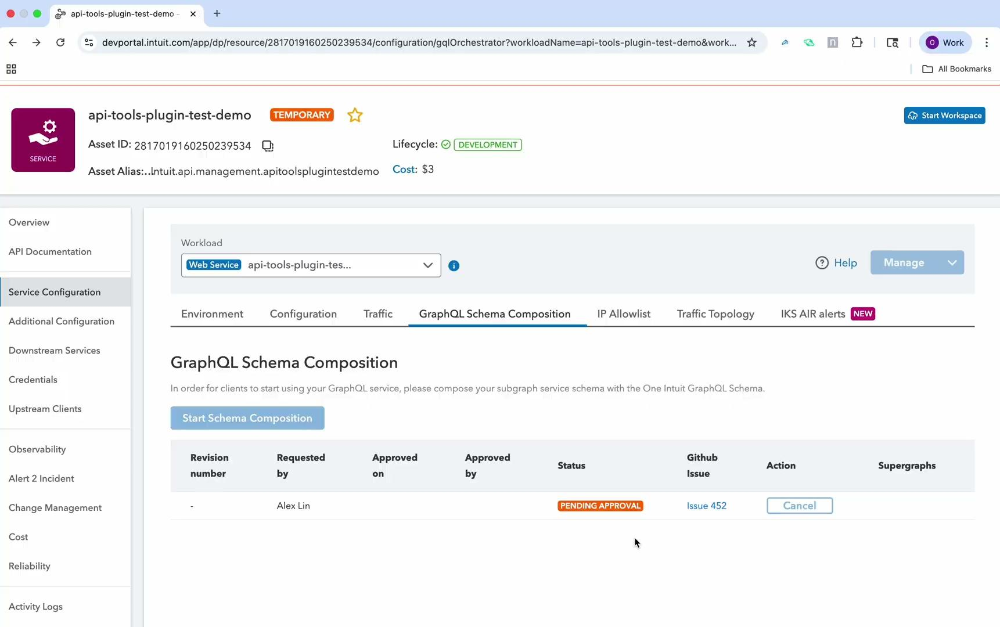 api-tools-plugin-test-demo -
devportal.intuit.com/app/dp/resource/2817019160250239534/configuration/gqlOrchestrator?workloadName=api-tools-plugin-test-demo&work...
O Work
All Bookmarks
SERVICE
api-tools-plugin-test-demo TEMPORARY
Start Workspace
Asset ID: 2817019160250239534
Lifecycle: DEVELOPMENT
Asset Alias:...Intuit.api.management.apitoolsplugintestdemo
Cost: $3
Overview
API Documentation
Service Configuration
Additional Configuration
Downstream Services
Credentials
Upstream Clients
Observability
Alert 2 Incident
Change Management
Cost
Reliability
Activity Logs
Workload
Web Service api-tools-plugin-tes...
i
? Help
Manage
Environment Configuration Traffic GraphQL Schema Composition IP Allowlist Traffic Topology IKS AIR alerts NEW
GraphQL Schema Composition
In order for clients to start using your GraphQL service, please compose your subgraph service schema with the One Intuit GraphQL Schema.
Start Schema Composition
Revision number Requested by Approved on Approved by Status Github Issue Action Supergraphs
- Alex Lin PENDING APPROVAL Issue 452 Cancel